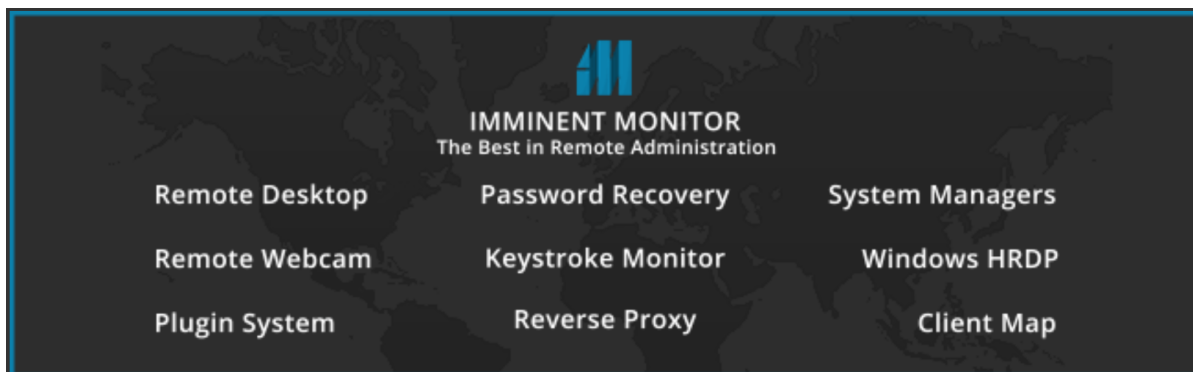 IMMINENT MONITOR
The Best in Remote Administration
Remote Desktop Password Recovery System Managers
Remote Webcam Keystroke Monitor Windows HRDP
Plugin System Reverse Proxy Client Map